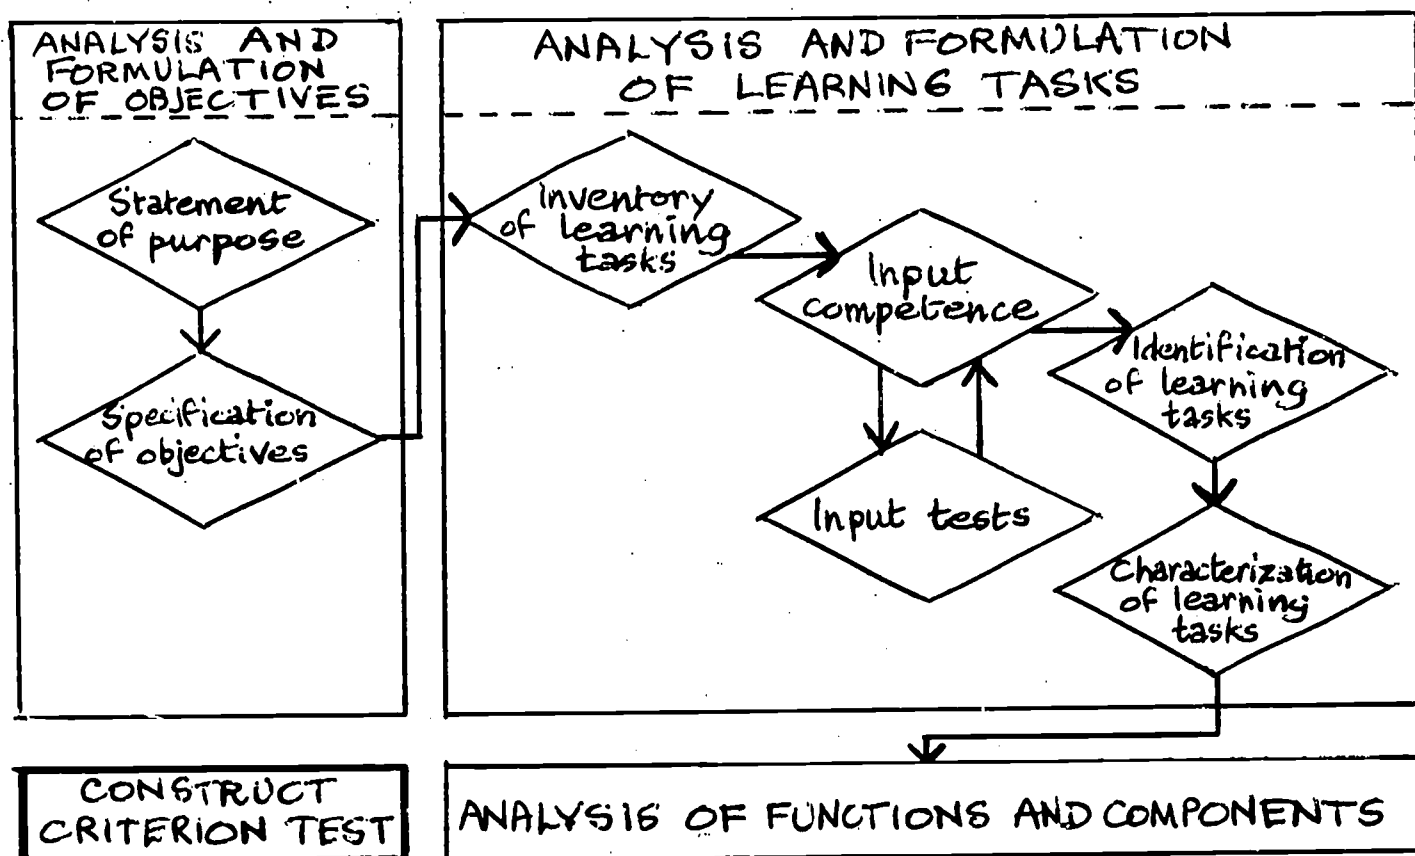 ANALYSIS AND
FORMULATION
OF OBJECTIVES
Statement
of purpose
Specification
of objectives
ANALYSIS AND FORMULATION
OF LEARNING TASKS
Inventory
of learning
tasks
Input
competence
Input tests
Identification
of learning
tasks
Characterization
of learning
tasks
CONSTRUCT
CRITERION TEST
ANALYSIS OF FUNCTIONS AND COMPONENTS